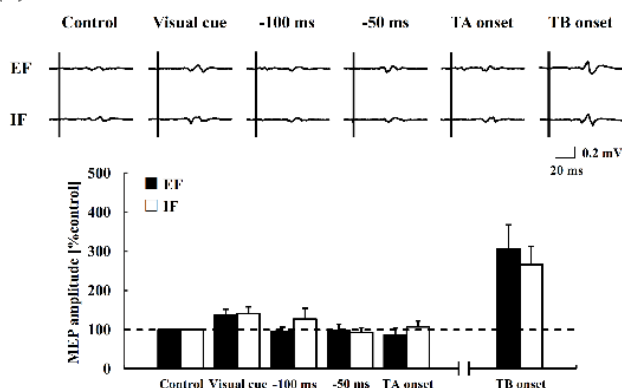 Control Visual cue -100 ms -50 ms TA onset TB onset
EF
IF
0.2 mV
20 ms
500
EF
400
IF
300
200
100
0
MEP amplitude [%control]
Control Visual cue -100 ms -50 ms TA onset TB onset